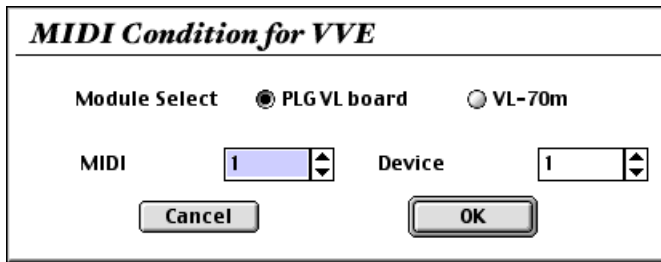 MIDI Condition for VVE
Module Select PLG VL board VL-70m
MIDI 1 Device 1
Cancel OK